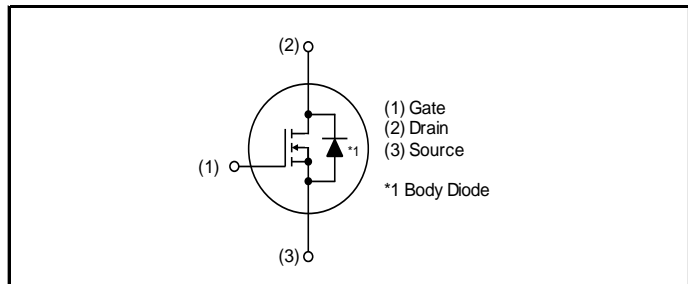 (2)
(1) Gate
(2) Drain
(3) Source
*1
(1)
*1 Body Diode
(3)